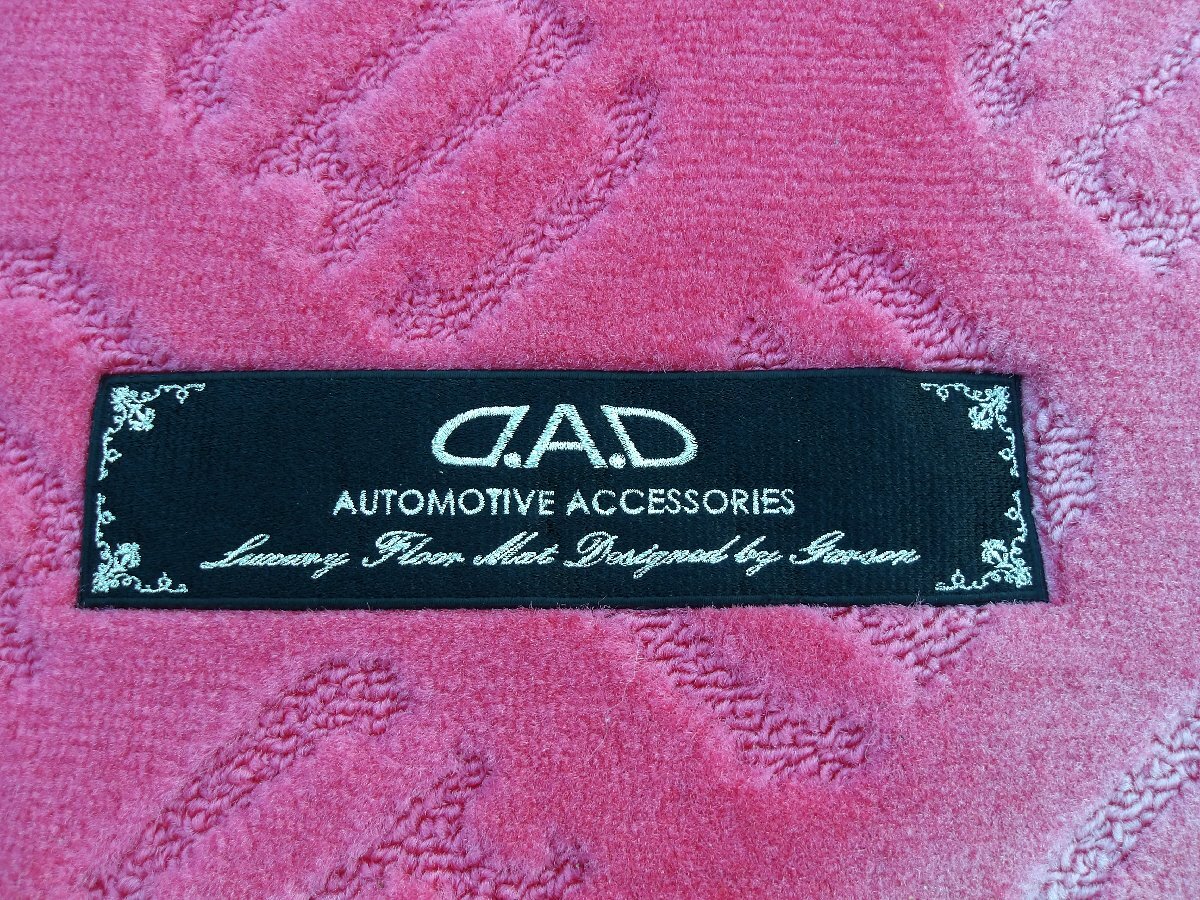 D.A.D
AUTOMOTIVE ACCESSORIES
Luxury Floor Mat Designed by Garson